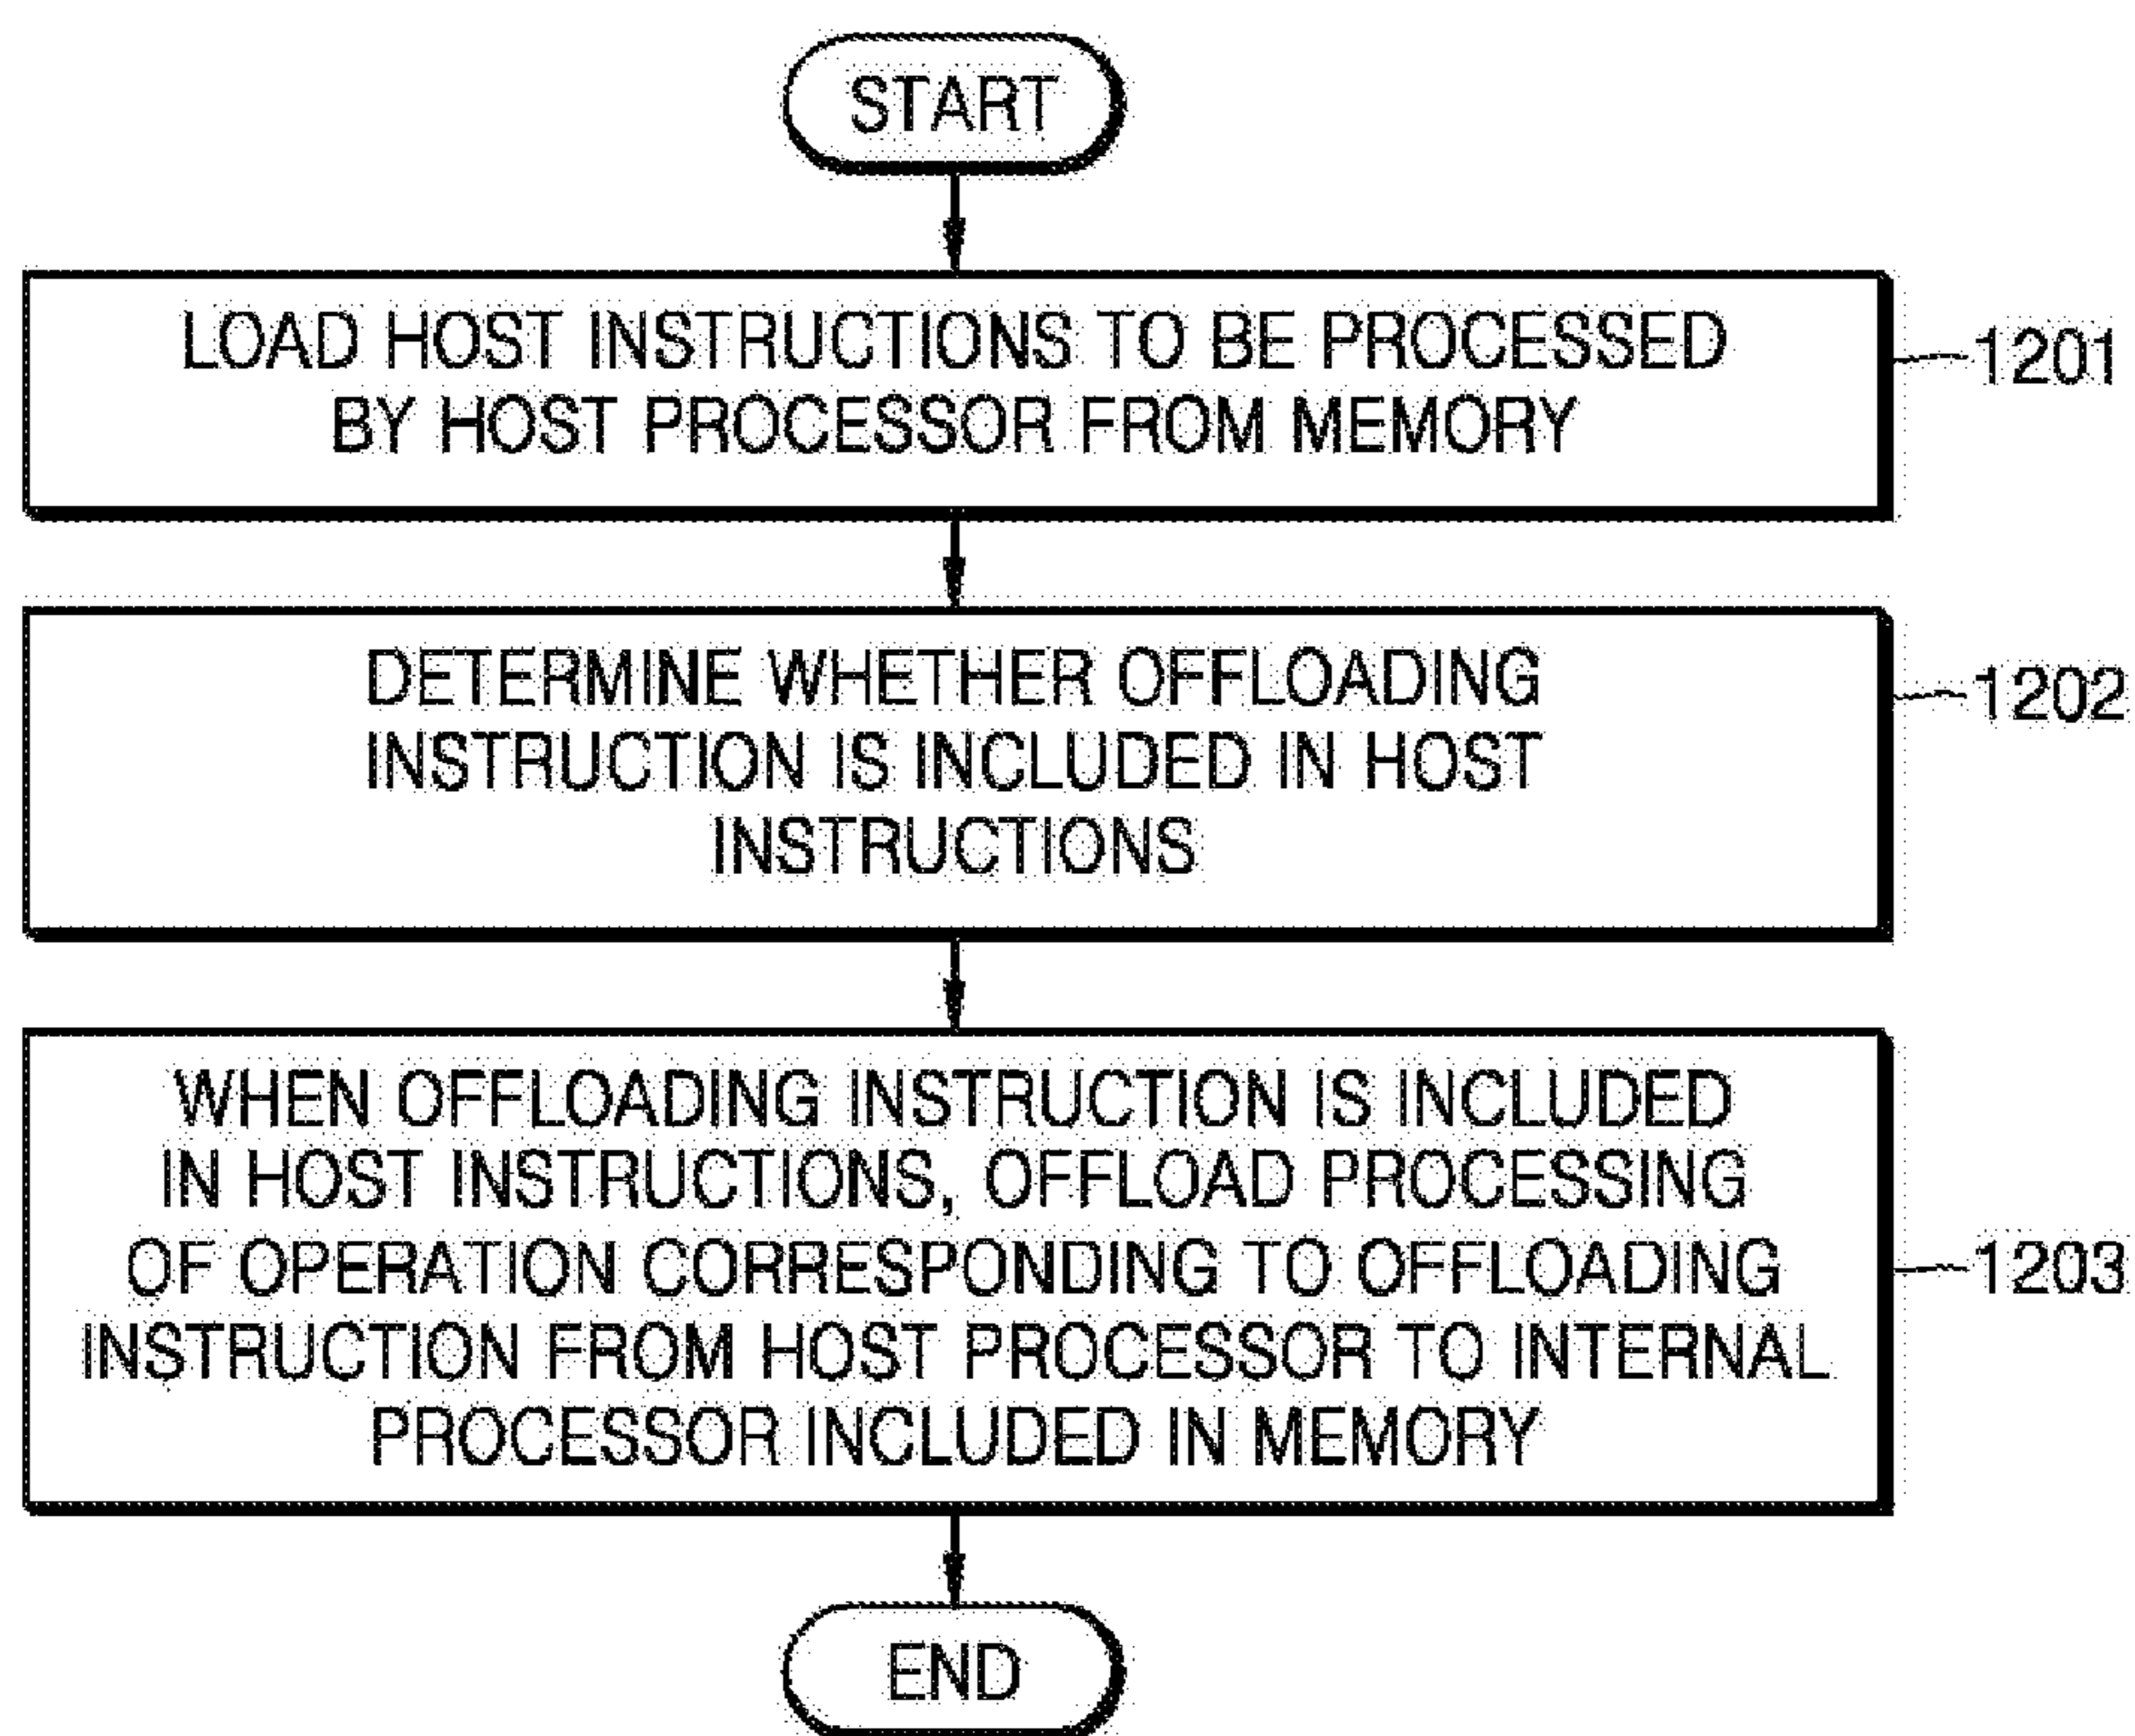 START
LOAD HOST INSTRUCTIONS TO BE PROCESSED
BY HOST PROCESSOR FROM MEMORY
1201
DETERMINE WHETHER OFFLOADING
INSTRUCTION IS INCLUDED IN HOST
INSTRUCTIONS
1202
WHEN OFFLOADING INSTRUCTION IS INCLUDED
IN HOST INSTRUCTIONS, OFFLOAD PROCESSING
OF OPERATION CORRESPONDING TO OFFLOADING
INSTRUCTION FROM HOST PROCESSOR TO INTERNAL
PROCESSOR INCLUDED IN MEMORY
1203
END